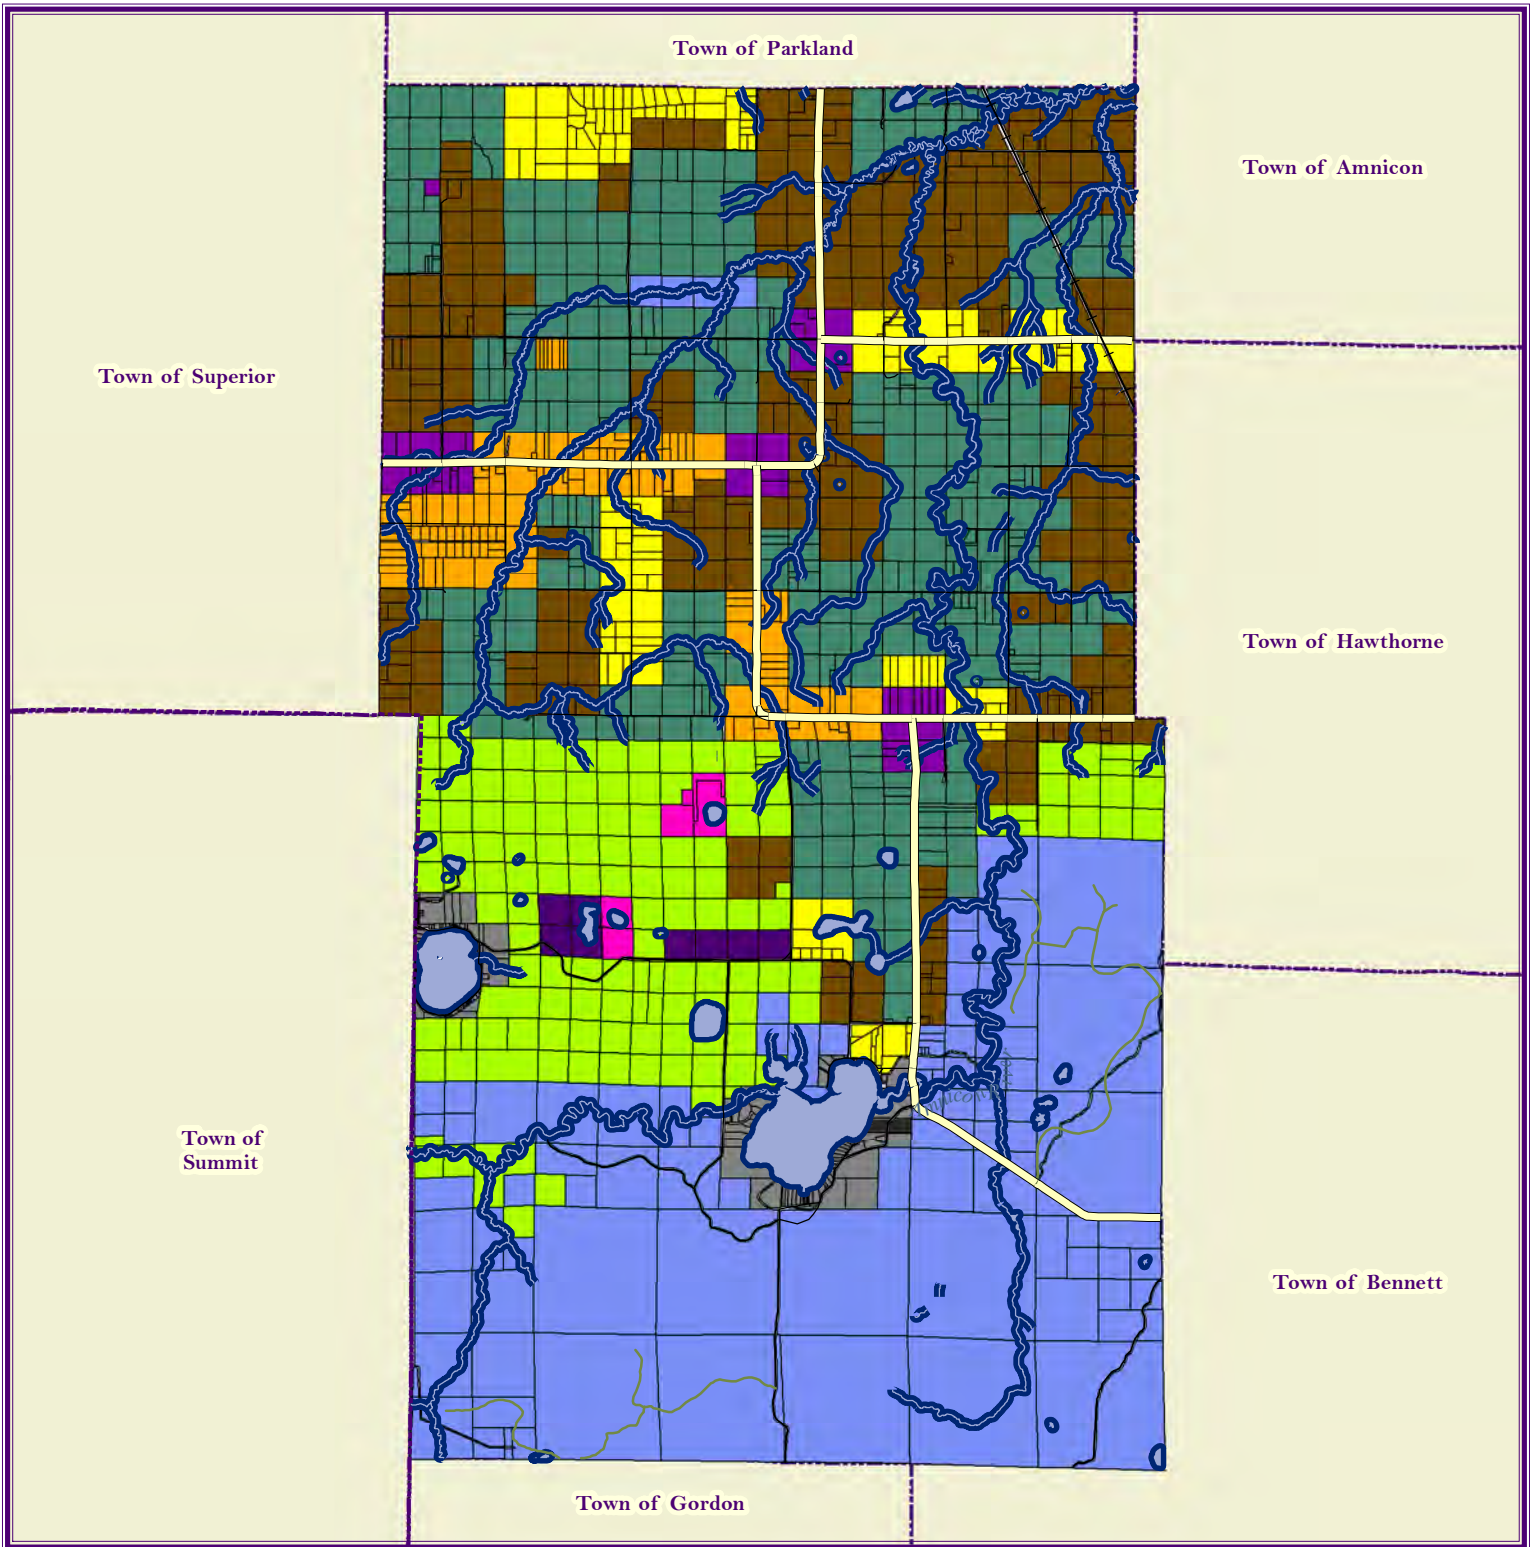 Town of Parkland
Town of Amnicon
Town of Superior
Town of Hawthorne
Town of
Summit
Town of Bennett
Town of Gordon